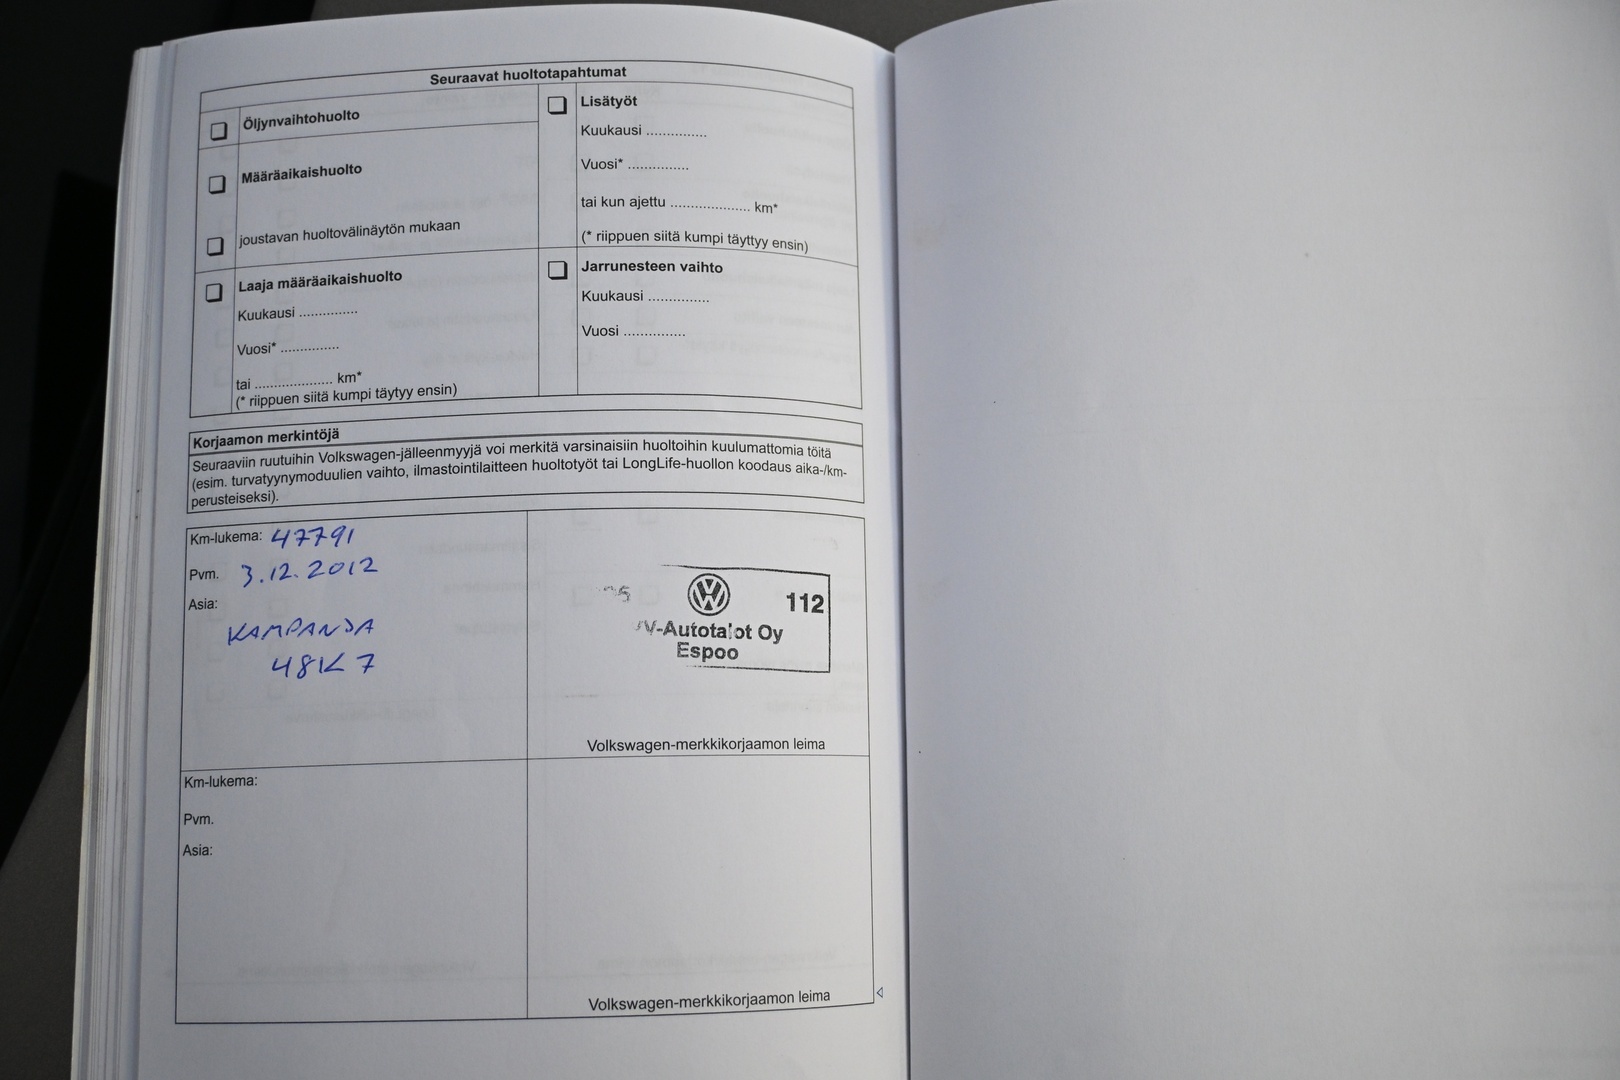 Seuraavat huoltotapahtumat
Öljynvaihtohuolto
Määräaikaishuolto
joustavan huoltovälinäytön mukaan
Laaja määräaikaishuolto
Kuukausi ..............
Vuosi* ..............
tai ................... km*
(* riippuen siitä kumpi täytyy ensin)
Lisätyöt
Kuukausi ..............
Vuosi* ..............
tai kun ajettu ................... km*
(* riippuen siitä kumpi täyttyy ensin)
Jarrunesteen vaihto
Kuukausi ..............
Vuosi ..............
Korjaamon merkintöjä
Seuraaviin ruutuihin Volkswagen-jälleenmyyjä voi merkitä varsinaisiin huoltoihin kuulumattomia töitä
(esim. turvatyynymoduulien vaihto, ilmastointilaitteen huoltotyöt tai LongLife-huollon koodaus aika-/km-
perusteiseksi).
Km-lukema: 47791
Pvm. 3.12.2012
Asia:
KAMPANJA
48K7
VW 112
VV-Autotalot Oy
Espoo
Volkswagen-merkkikorjaamon leima
Km-lukema:
Pvm.
Asia:
Volkswagen-merkkikorjaamon leima